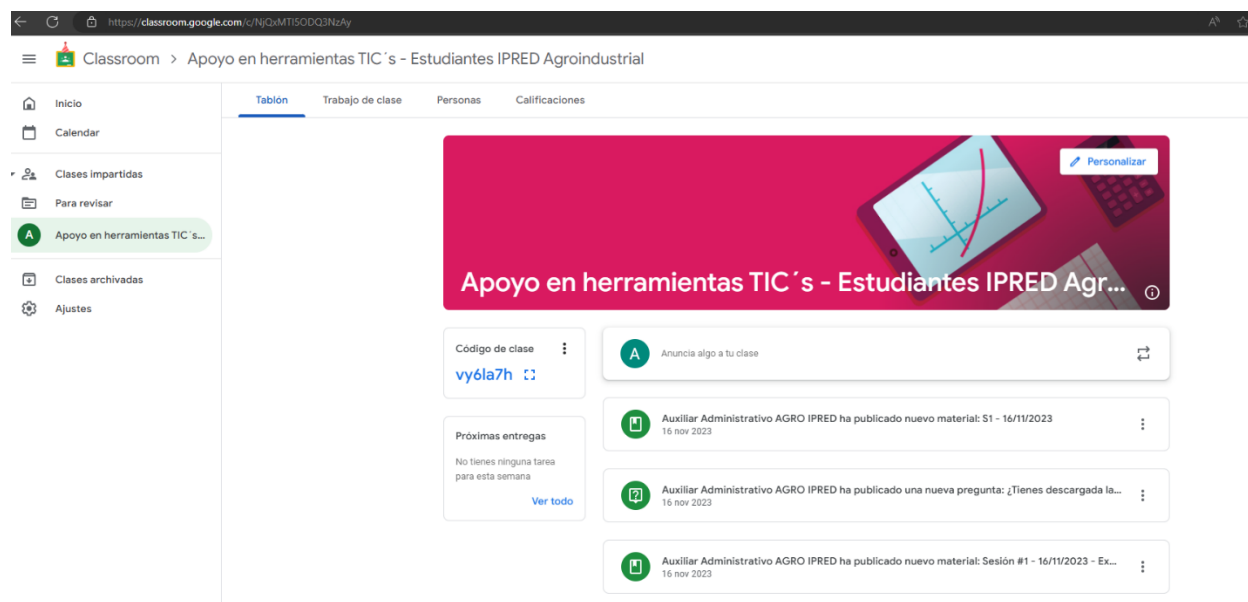 https://classroom.google.com/c/NjQxMTI5ODQ3NzAy
Classroom > Apoyo en herramientas TIC´s - Estudiantes IPRED Agroindustrial
Inicio
Calendar
Clases impartidas
Para revisar
A Apoyo en herramientas TIC´s...
Clases archivadas
Ajustes
Tablón Trabajo de clase Personas Calificaciones
Personalizar
Apoyo en herramientas TIC´s - Estudiantes IPRED Agr...
Código de clase
vy6la7h
Próximas entregas
No tienes ninguna tarea
para esta semana
Ver todo
A Anuncia algo a tu clase
Auxiliar Administrativo AGRO IPRED ha publicado nuevo material: S1 - 16/11/2023
16 nov 2023
Auxiliar Administrativo AGRO IPRED ha publicado una nueva pregunta: ¿Tienes descargada la...
16 nov 2023
Auxiliar Administrativo AGRO IPRED ha publicado nuevo material: Sesión #1 - 16/11/2023 - Ex...
16 nov 2023